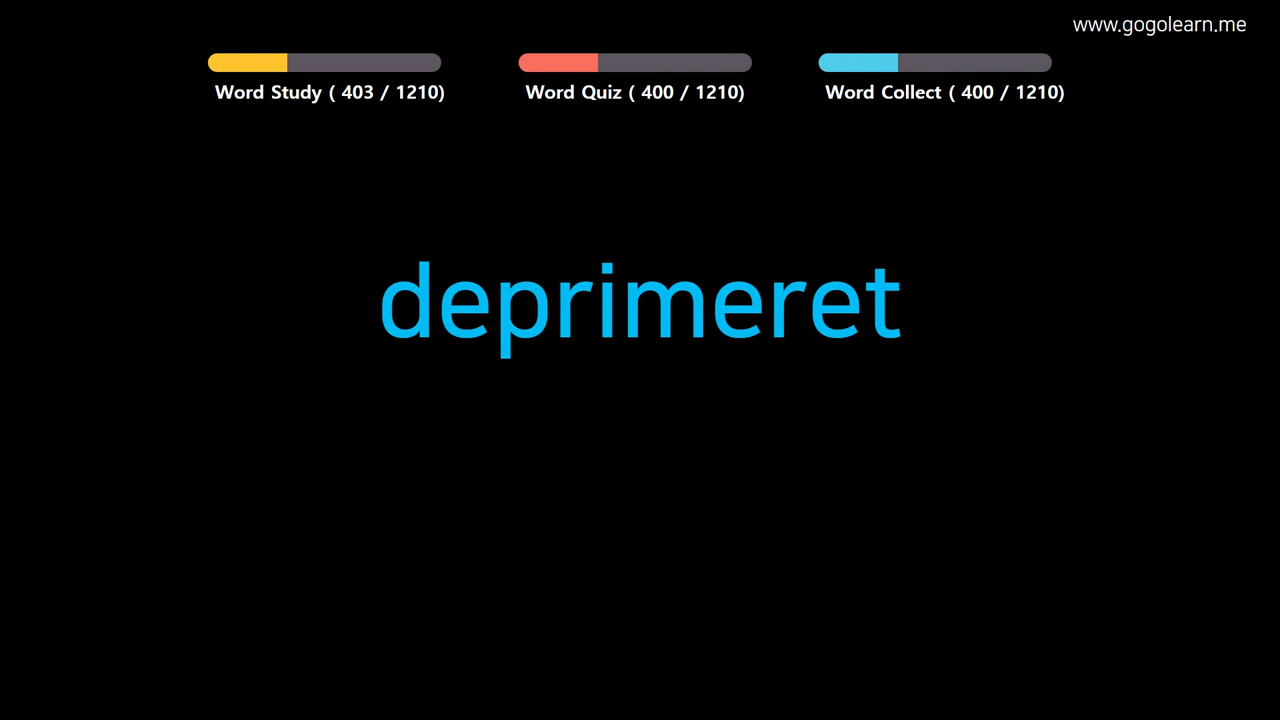 www.gogolearn.me
Word Study ( 403 / 1210)
Word Quiz ( 400 / 1210)
Word Collect ( 400 / 1210)
deprimeret